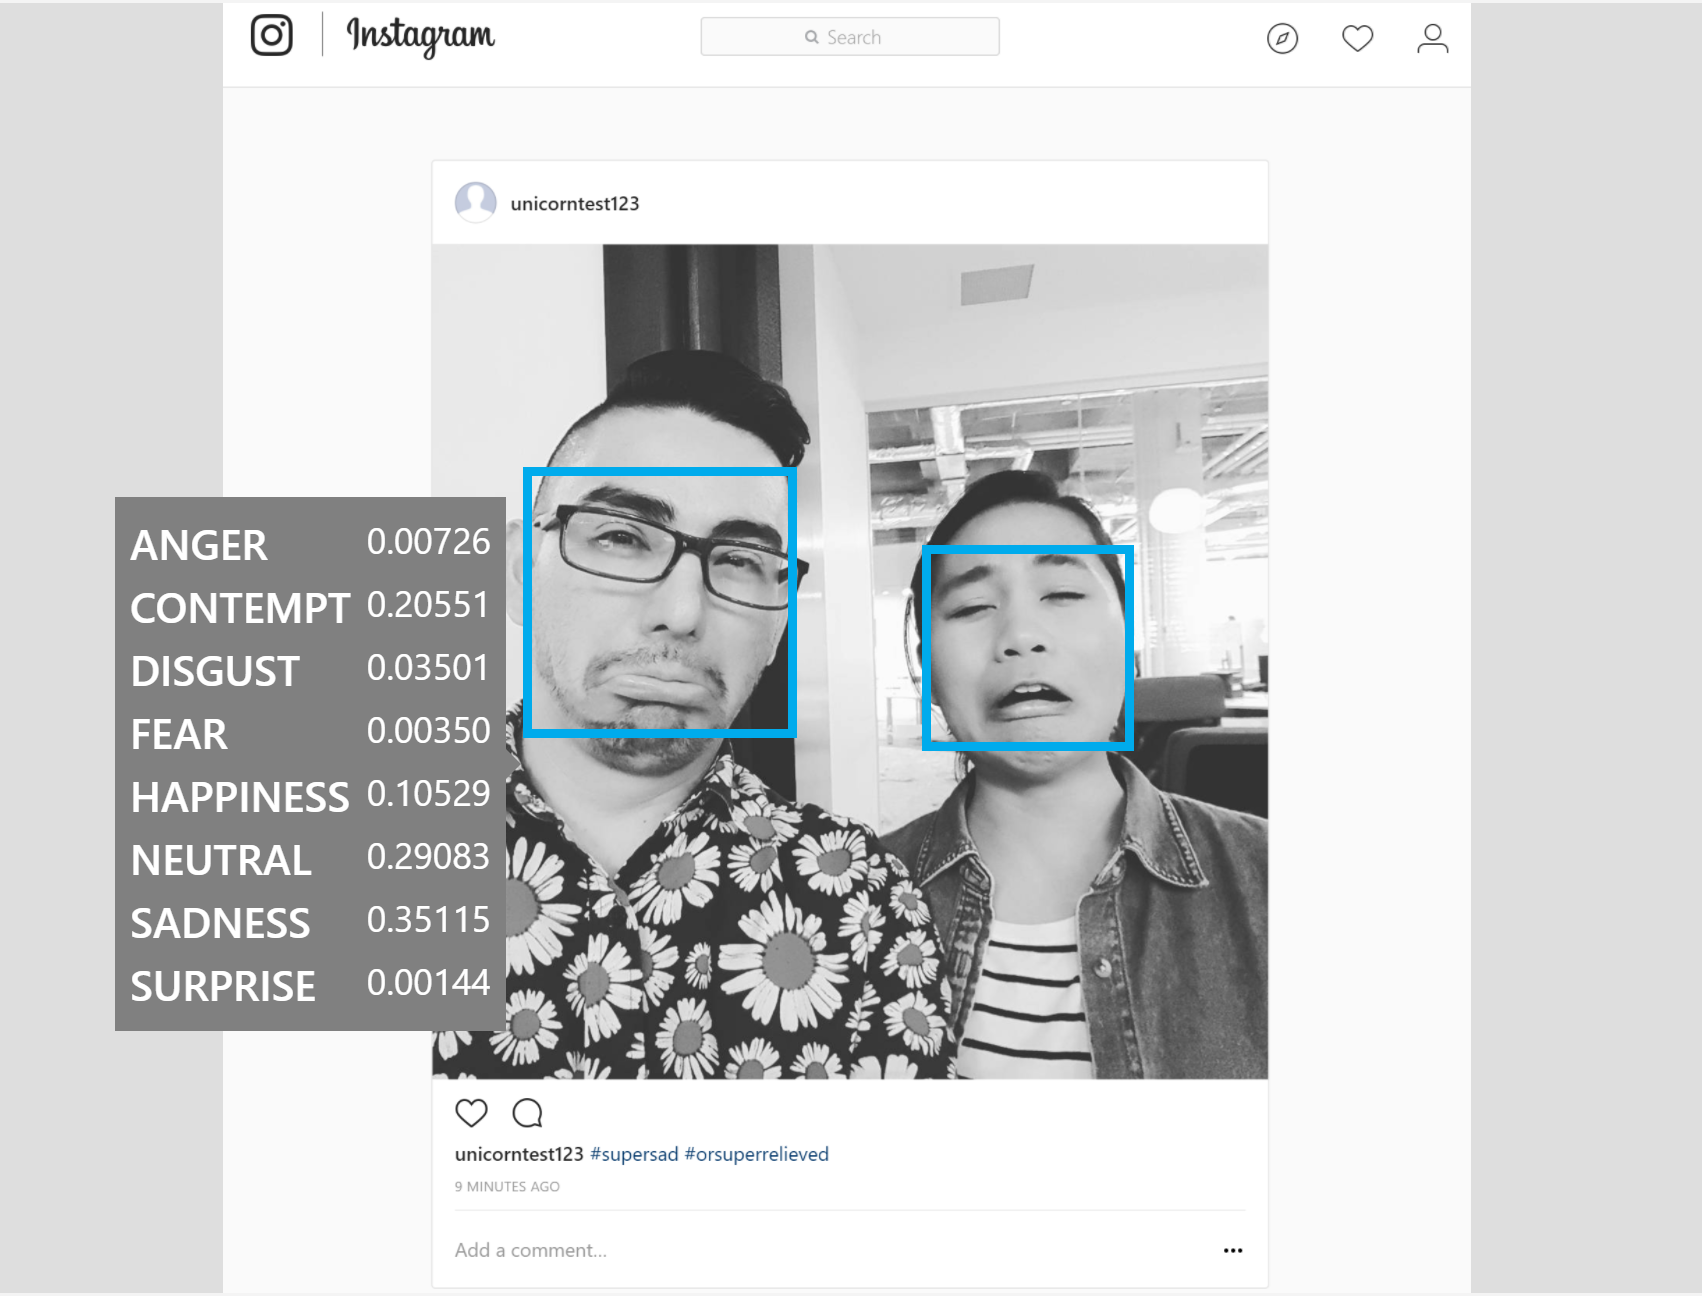 Instagram
Search
unicorntest123
ANGER 0.00726
CONTEMPT 0.20551
DISGUST 0.03501
FEAR 0.00350
HAPPINESS 0.10529
NEUTRAL 0.29083
SADNESS 0.35115
SURPRISE 0.00144
unicorntest123 #supersad #orsuperrelieved
9 MINUTES AGO
Add a comment...